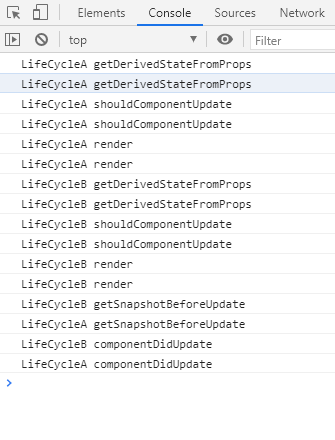 Elements Console Sources Network
top ▼ Filter
LifeCycleA getDerivedStateFromProps
LifeCycleA getDerivedStateFromProps
LifeCycleA shouldComponentUpdate
LifeCycleA shouldComponentUpdate
LifeCycleA render
LifeCycleA render
LifeCycleB getDerivedStateFromProps
LifeCycleB getDerivedStateFromProps
LifeCycleB shouldComponentUpdate
LifeCycleB shouldComponentUpdate
LifeCycleB render
LifeCycleB render
LifeCycleB getSnapshotBeforeUpdate
LifeCycleA getSnapshotBeforeUpdate
LifeCycleB componentDidUpdate
LifeCycleA componentDidUpdate
>